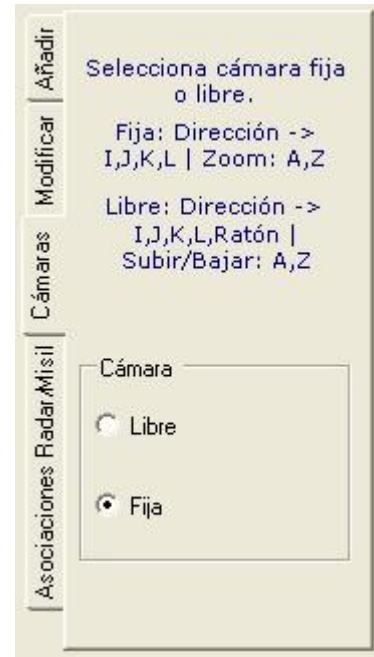 Añadir
Modificar
Cámaras
Asociaciones Radar/Misil
Selecciona cámara fija
o libre.
Fija: Dirección ->
I,J,K,L | Zoom: A,Z
Libre: Dirección ->
I,J,K,L,Ratón |
Subir/Bajar: A,Z
Cámara
Libre
Fija